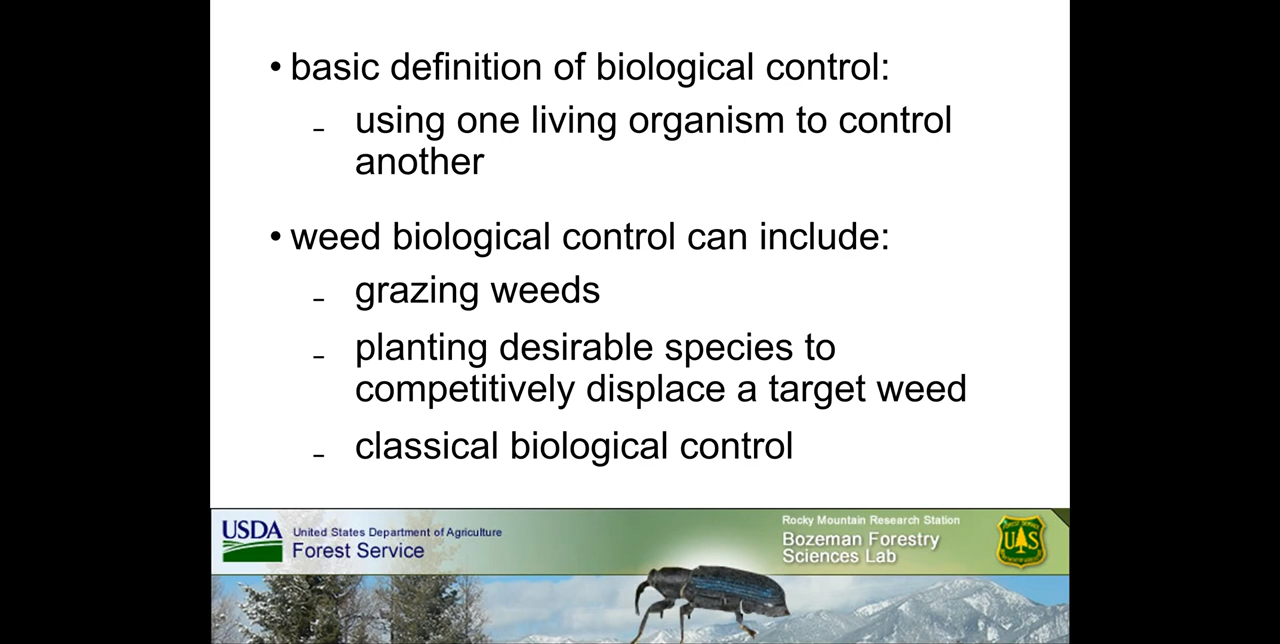 • basic definition of biological control:
– using one living organism to control
another
• weed biological control can include:
– grazing weeds
– planting desirable species to
competitively displace a target weed
– classical biological control
USDA United States Department of Agriculture
Forest Service
Rocky Mountain Research Station
Bozeman Forestry
Sciences Lab
UAS